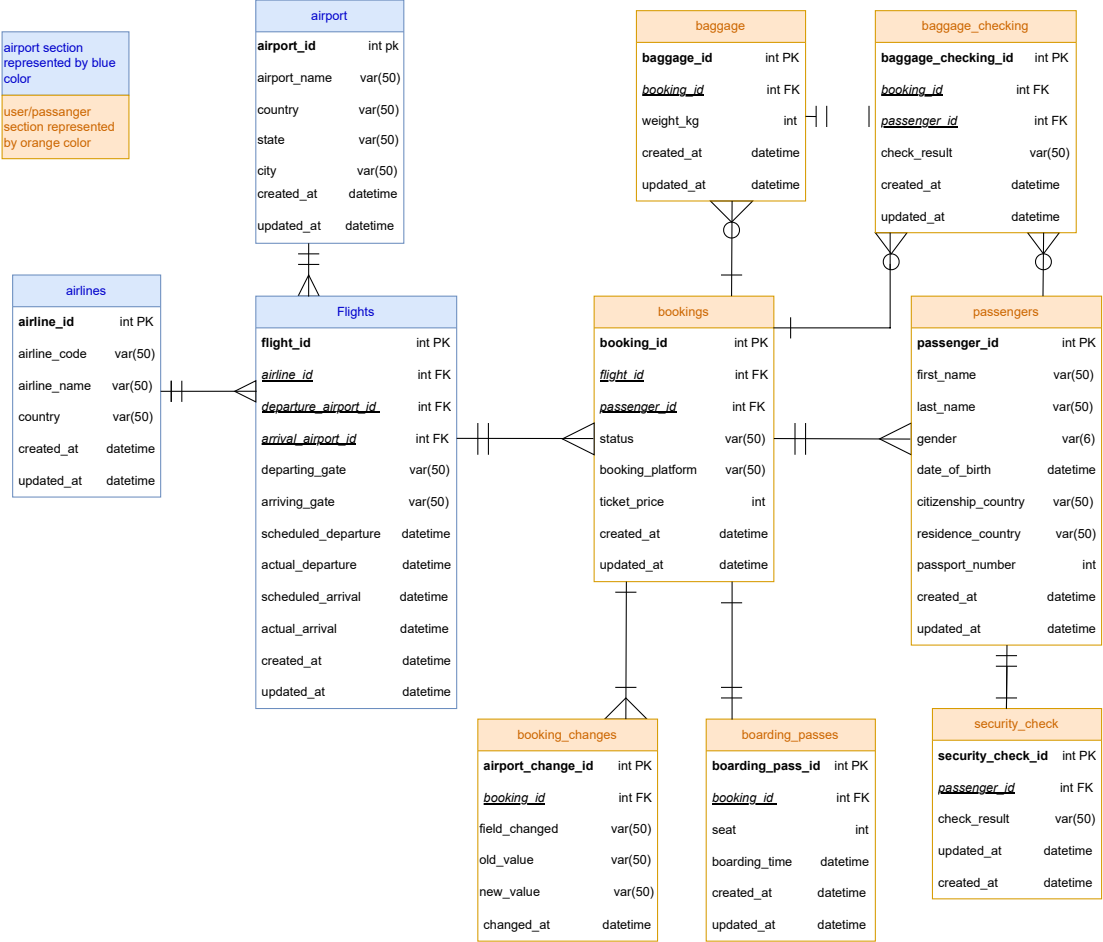 airport section
represented by blue
color
user/passanger
section represented
by orange color
airport
airport_id int pk
airport_name var(50)
country var(50)
state var(50)
city var(50)
created_at datetime
updated_at datetime
baggage
baggage_id int PK
booking_id int FK
weight_kg int
created_at datetime
updated_at datetime
baggage_checking
baggage_checking_id int PK
booking_id int FK
passenger_id int FK
check_result var(50)
created_at datetime
updated_at datetime
airlines
airline_id int PK
airline_code var(50)
airline_name var(50)
country var(50)
created_at datetime
updated_at datetime
Flights
flight_id int PK
airline_id int FK
departure_airport_id int FK
arrival_airport_id int FK
departing_gate var(50)
arriving_gate var(50)
scheduled_departure datetime
actual_departure datetime
scheduled_arrival datetime
actual_arrival datetime
created_at datetime
updated_at datetime
bookings
booking_id int PK
flight_id int FK
passenger_id int FK
status var(50)
booking_platform var(50)
ticket_price int
created_at datetime
updated_at datetime
passengers
passenger_id int PK
first_name var(50)
last_name var(50)
gender var(6)
date_of_birth datetime
citizenship_country var(50)
residence_country var(50)
passport_number int
created_at datetime
updated_at datetime
booking_changes
airport_change_id int PK
booking_id int FK
field_changed var(50)
old_value var(50)
new_value var(50)
changed_at datetime
boarding_passes
boarding_pass_id int PK
booking_id int FK
seat int
boarding_time datetime
created_at datetime
updated_at datetime
security_check
security_check_id int PK
passenger_id int FK
check_result var(50)
updated_at datetime
created_at datetime